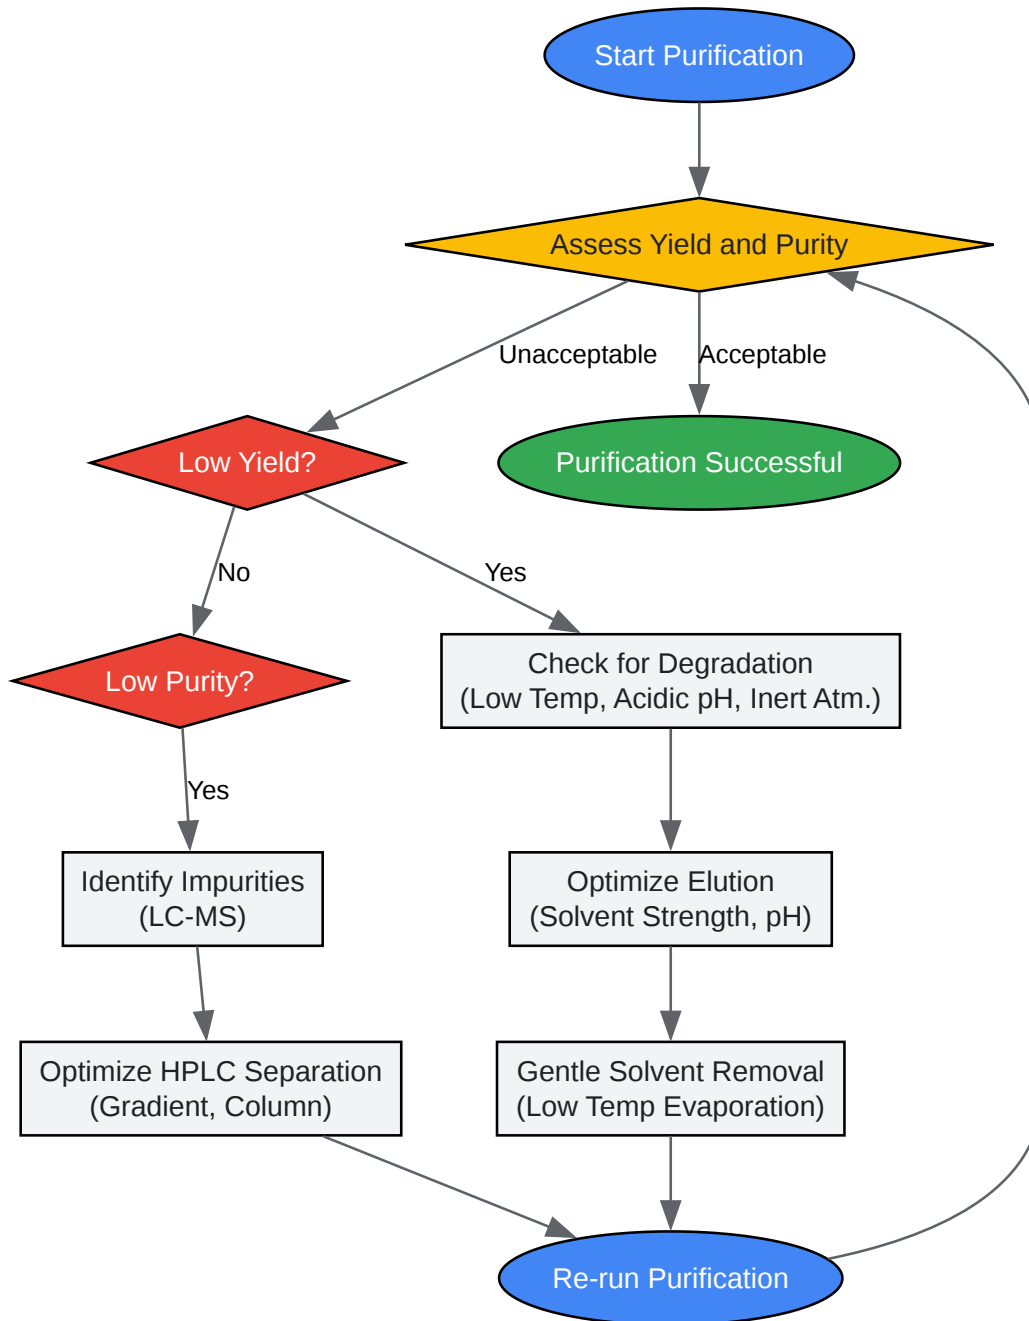 Start Purification
Assess Yield and Purity
Unacceptable
Acceptable
Low Yield?
Purification Successful
No
Yes
Low Purity?
Check for Degradation
(Low Temp, Acidic pH, Inert Atm.)
Yes
Identify Impurities
(LC-MS)
Optimize Elution
(Solvent Strength, pH)
Optimize HPLC Separation
(Gradient, Column)
Gentle Solvent Removal
(Low Temp Evaporation)
Re-run Purification